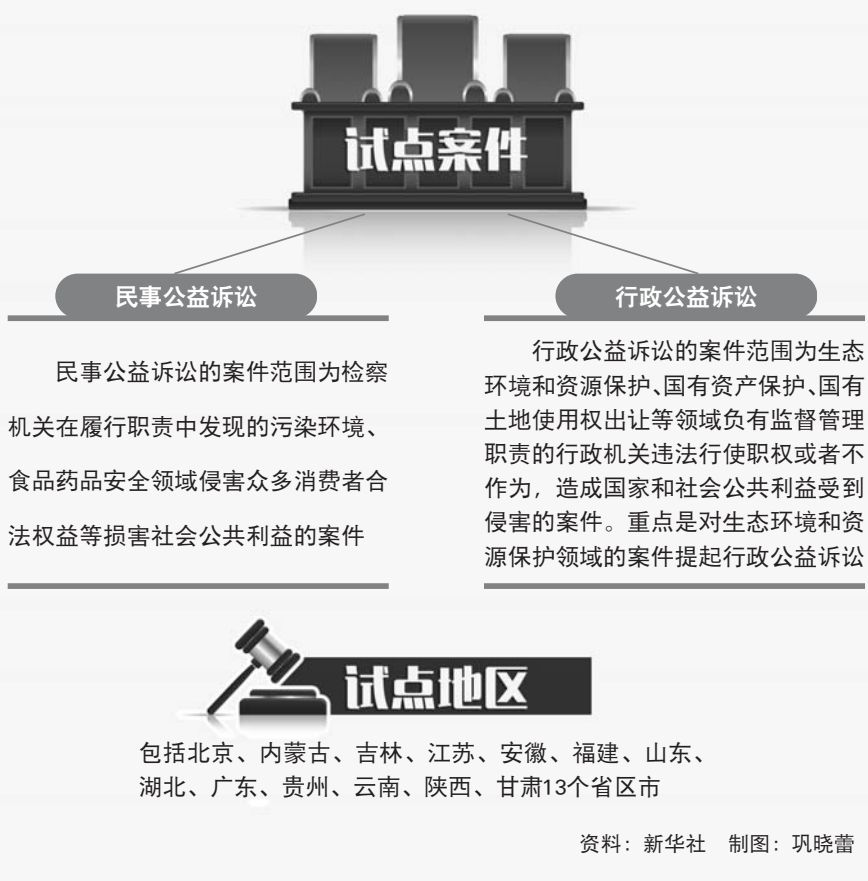 试点案件
民事公益诉讼
民事公益诉讼的案件范围为检察
机关在履行职责中发现的污染环境、
食品药品安全领域侵害众多消费者合
法权益等损害社会公共利益的案件
行政公益诉讼
行政公益诉讼的案件范围为生态
环境和资源保护、国有资产保护、国有
土地使用权出让等领域负有监督管理
职责的行政机关违法行使职权或者不
作为，造成国家和社会公共利益受到
侵害的案件。重点是对生态环境和资
源保护领域的案件提起行政公益诉讼
试点地区
包括北京、内蒙古、吉林、江苏、安徽、福建、山东、
湖北、广东、贵州、云南、陕西、甘肃13个省区市
资料：新华社　制图：巩晓蕾